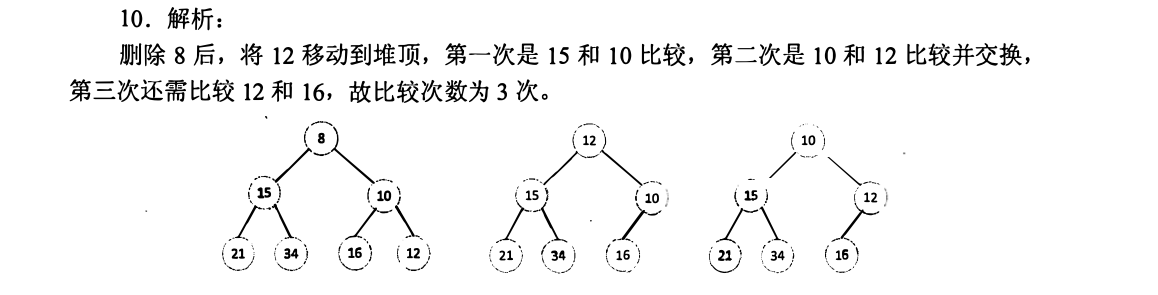 10．解析：
删除 8 后，将 12 移动到堆顶，第一次是 15 和 10 比较，第二次是 10 和 12 比较并交换，
第三次还需比较 12 和 16，故比较次数为 3 次。
8 12 10
15 10 15 10 15 12
21 34 16 12 21 34 16 21 34 16